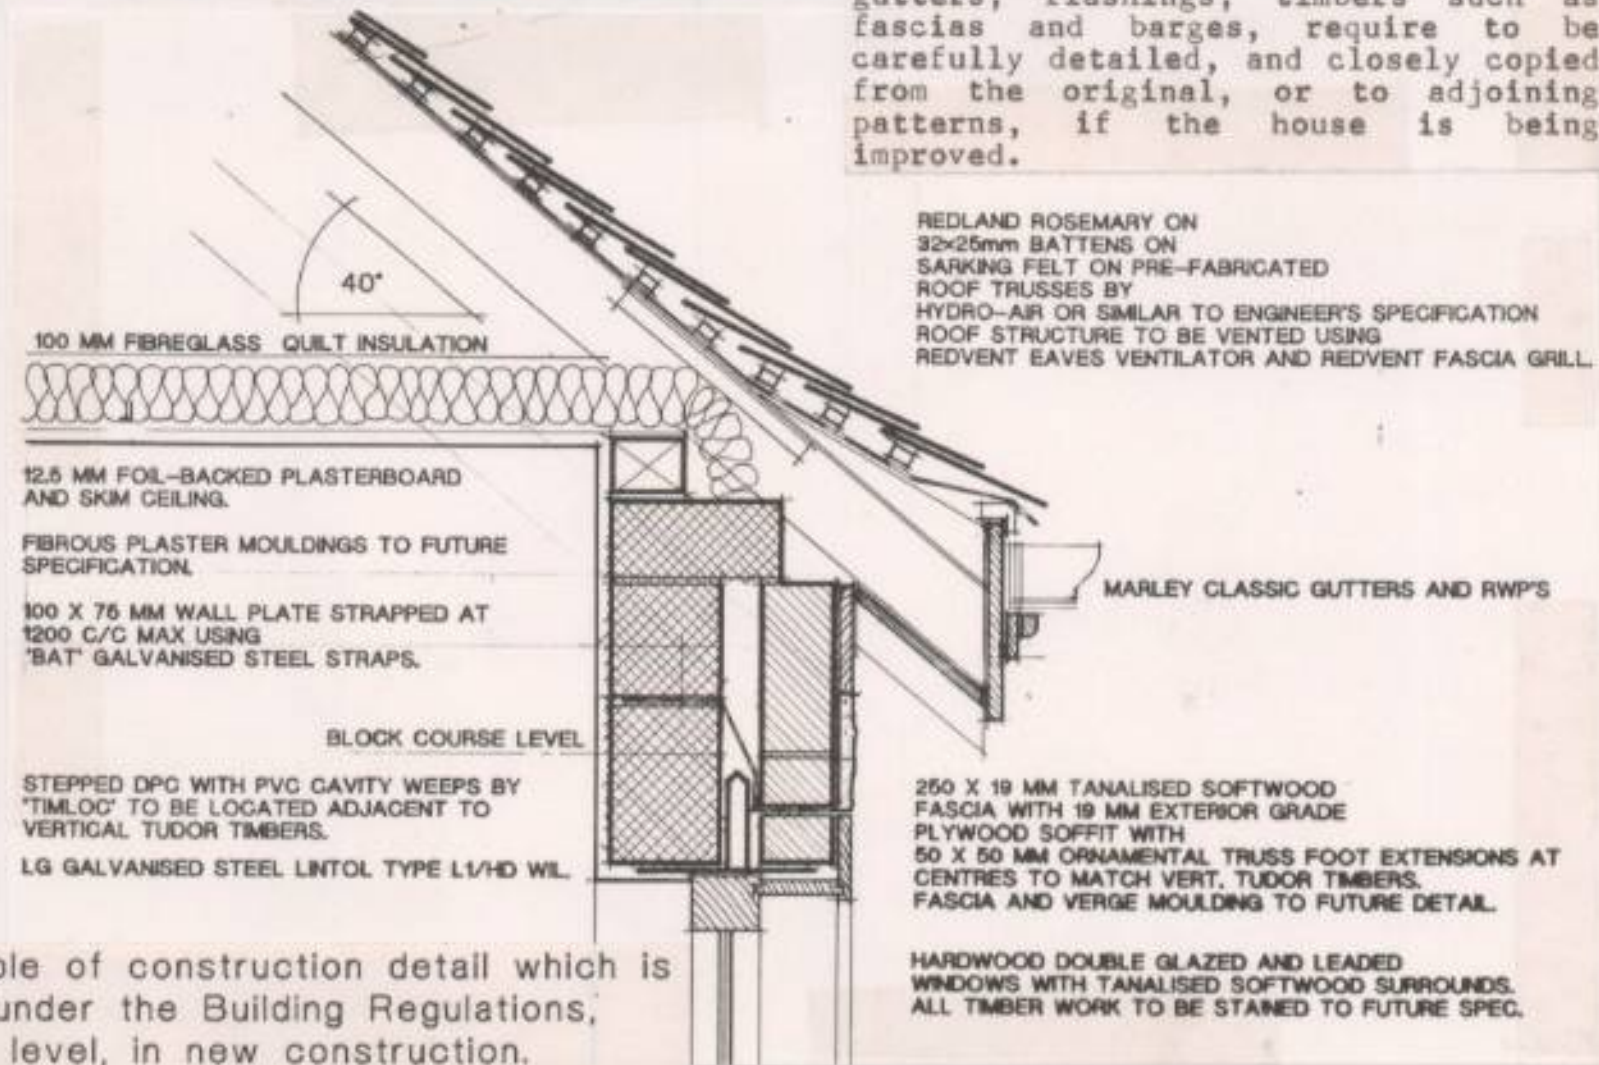 gutters, flashings, timbers such as
fascias and barges, require to be
carefully detailed, and closely copied
from the original, or to adjoining
patterns, if the house is being
improved.
REDLAND ROSEMARY ON
32×25mm BATTENS ON
SARKING FELT ON PRE-FABRICATED
ROOF TRUSSES BY
HYDRO-AIR OR SIMILAR TO ENGINEER'S SPECIFICATION
ROOF STRUCTURE TO BE VENTED USING
REDVENT EAVES VENTILATOR AND REDVENT FASCIA GRILL.
40°
100 MM FIBREGLASS QUILT INSULATION
12.5 MM FOIL-BACKED PLASTERBOARD
AND SKIM CEILING.
FIBROUS PLASTER MOULDINGS TO FUTURE
SPECIFICATION.
100 X 75 MM WALL PLATE STRAPPED AT
1200 C/C MAX USING
'BAT' GALVANISED STEEL STRAPS.
BLOCK COURSE LEVEL
STEPPED DPC WITH PVC CAVITY WEEPS BY
'TIMLOC' TO BE LOCATED ADJACENT TO
VERTICAL TUDOR TIMBERS.
LG GALVANISED STEEL LINTOL TYPE L1/HD WIL.
MARLEY CLASSIC GUTTERS AND RWP'S
250 X 19 MM TANALISED SOFTWOOD
FASCIA WITH 19 MM EXTERIOR GRADE
PLYWOOD SOFFIT WITH
50 X 50 MM ORNAMENTAL TRUSS FOOT EXTENSIONS AT
CENTRES TO MATCH VERT. TUDOR TIMBERS.
FASCIA AND VERGE MOULDING TO FUTURE DETAIL.
HARDWOOD DOUBLE GLAZED AND LEADED
WINDOWS WITH TANALISED SOFTWOOD SURROUNDS.
ALL TIMBER WORK TO BE STAINED TO FUTURE SPEC.
ple of construction detail which is
under the Building Regulations,
level, in new construction.